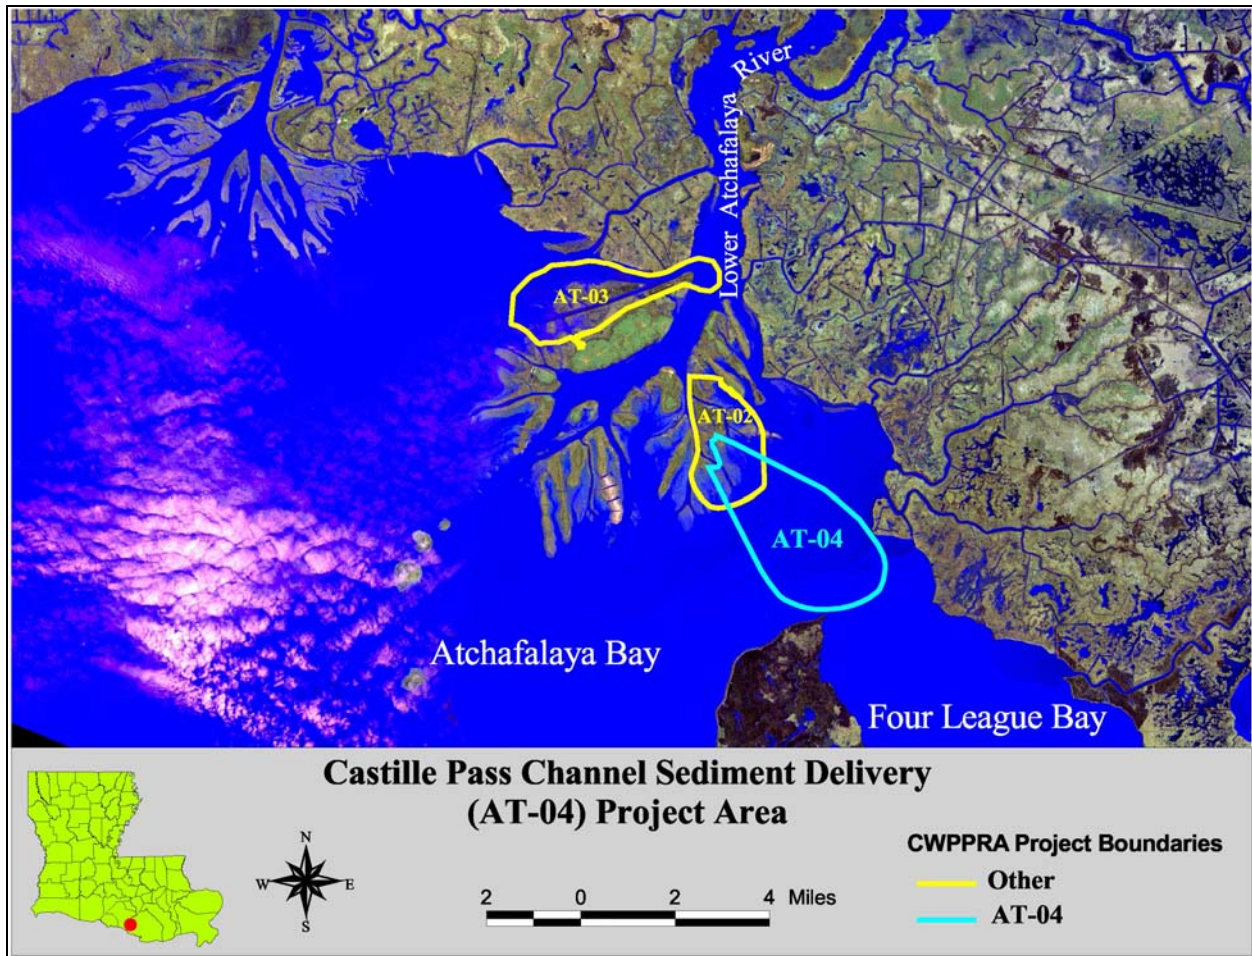 Lower Atchafalaya River
AT-03
AT-02
AT-04
Atchafalaya Bay
Four League Bay
Castille Pass Channel Sediment Delivery
(AT-04) Project Area
N
W
E
S
2 0 2 4 Miles
CWPPRA Project Boundaries
Other
AT-04